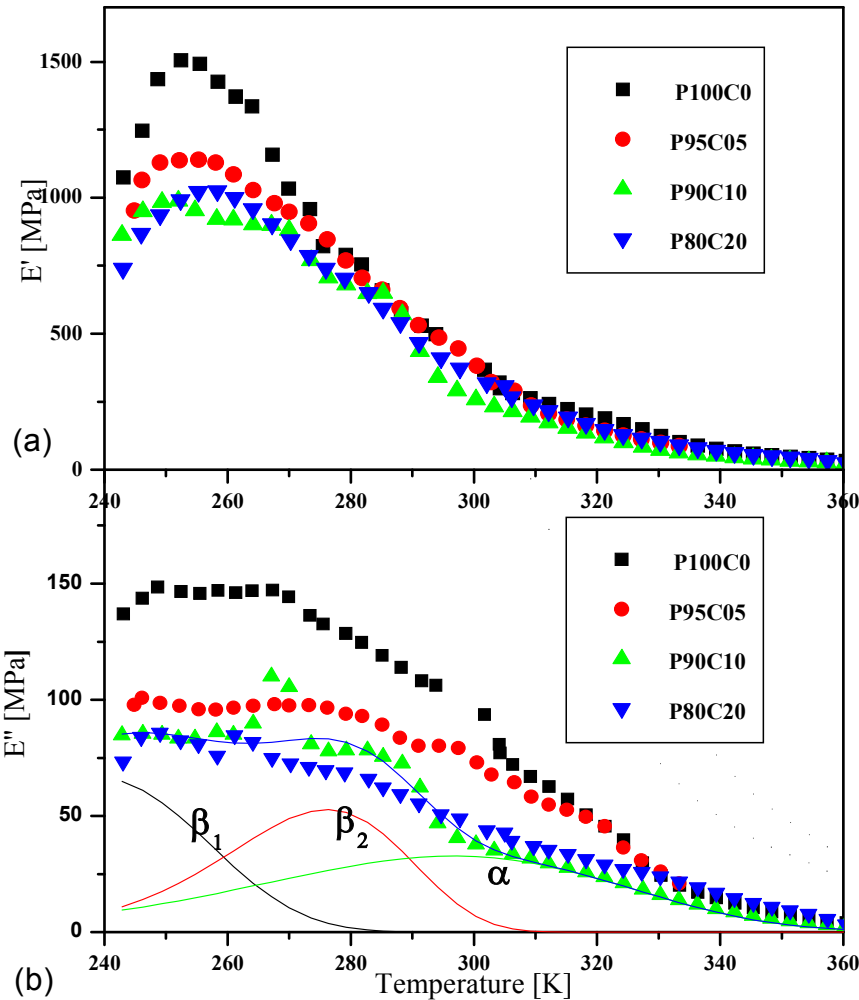 1500
1000
500
0
E' [MPa]
P100C0
P95C05
P90C10
P80C20
(a)
240 260 280 300 320 340 360
150
100
50
0
E'' [MPa]
P100C0
P95C05
P90C10
P80C20
β1
β2
α
240 260 280 300 320 340 360
(b)
Temperature [K]